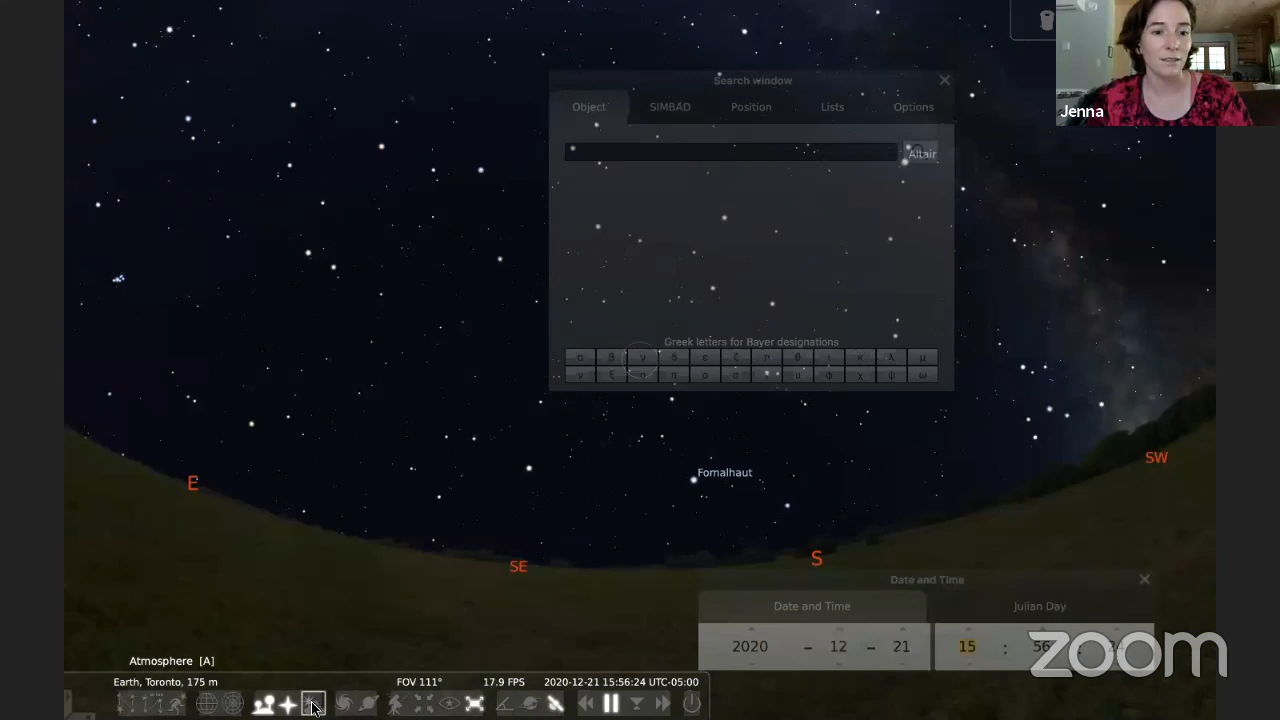 Jenna
Search window
Object SIMBAD Position Lists Options
Altair
Greek letters for Bayer designations
α β γ δ ε ζ η θ ι κ λ μ
ν ξ ο π ρ σ υ φ χ ψ ω
Fomalhaut
E SE S SW
Date and Time
Date and Time Julian Day
2020 – 12 – 21 15 : 56 : 24
zoom
Atmosphere [A]
Earth, Toronto, 175 m FOV 111° 17.9 FPS 2020-12-21 15:56:24 UTC-05:00